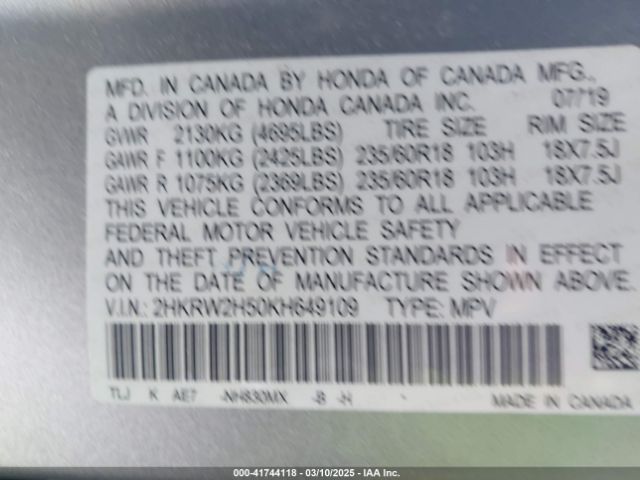 MFD. IN CANADA BY HONDA OF CANADA MFG.,
A DIVISION OF HONDA CANADA INC. 07/19
GVWR 2130KG (4695LBS) TIRE SIZE RIM SIZE
GAWR F 1100KG (2425LBS) 235/60R18 103H 18X7.5J
GAWR R 1075KG (2369LBS) 235/60R18 103H 18X7.5J
THIS VEHICLE CONFORMS TO ALL APPLICABLE
FEDERAL MOTOR VEHICLE SAFETY
AND THEFT PREVENTION STANDARDS IN EFFECT
ON THE DATE OF MANUFACTURE SHOWN ABOVE.
V.I.N.: 2HKRW2H50KH649109 TYPE: MPV
TLJ K AE7 -NH830MX -B -H -
MADE IN CANADA
000-41744118 - 03/10/2025 - IAA Inc.